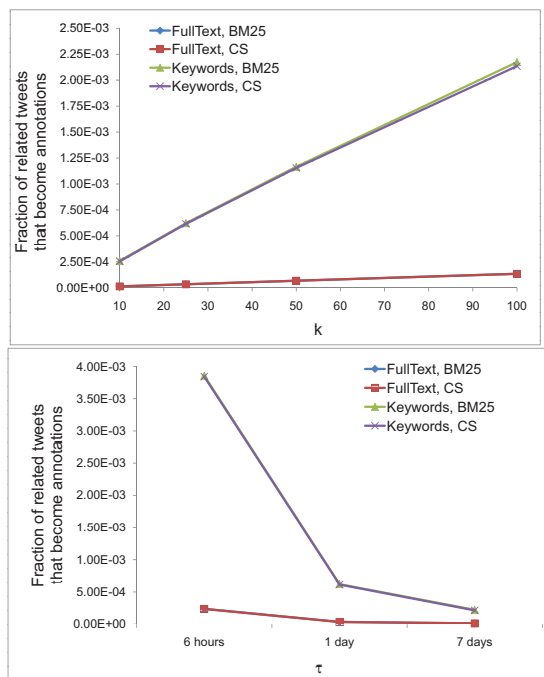 2.50E-03
2.25E-03
2.00E-03
1.75E-03
1.50E-03
1.25E-03
1.00E-03
7.50E-04
5.00E-04
2.50E-04
0.00E+00
Fraction of related tweets
that become annotations
FullText, BM25
FullText, CS
Keywords, BM25
Keywords, CS
10 20 30 40 50 60 70 80 90 100
k
4.00E-03
3.50E-03
3.00E-03
2.50E-03
2.00E-03
1.50E-03
1.00E-03
5.00E-04
0.00E+00
Fraction of related tweets
that become annotations
FullText, BM25
FullText, CS
Keywords, BM25
Keywords, CS
6 hours 1 day 7 days
τ